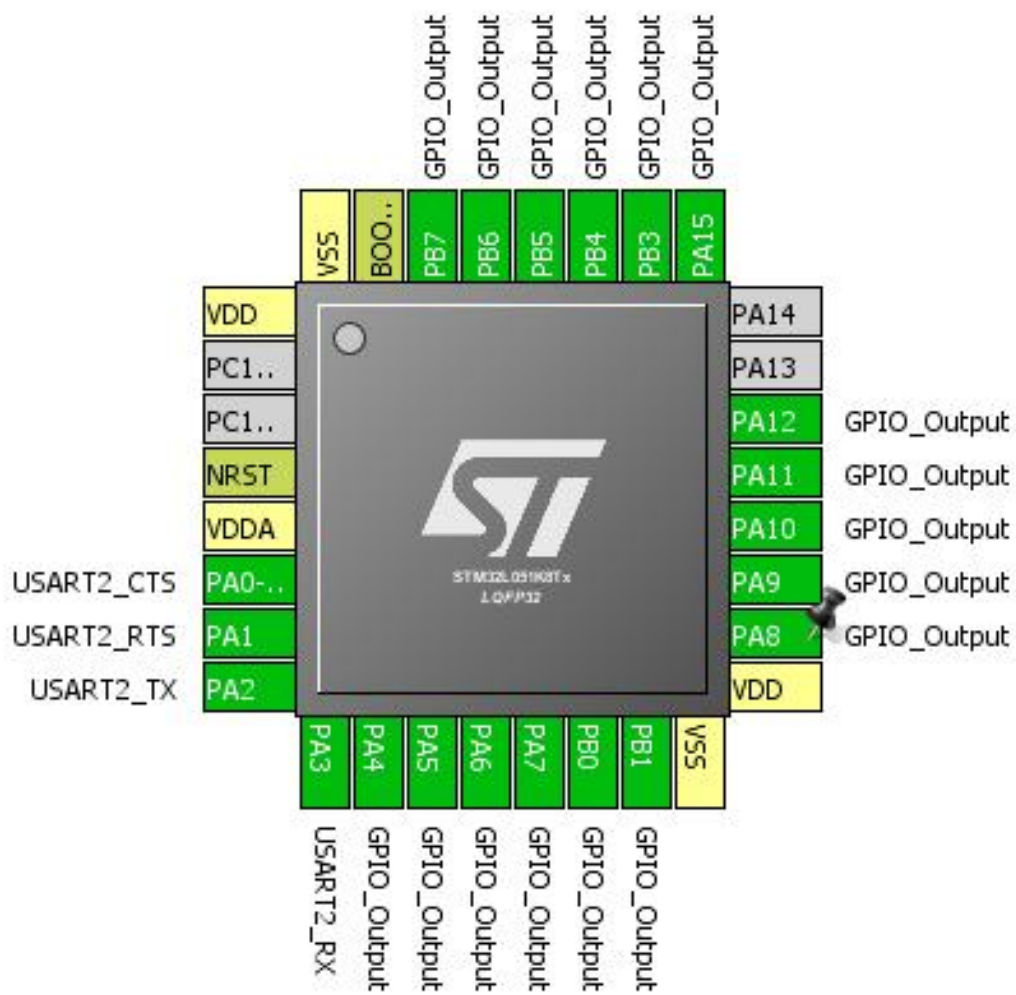 GPIO_Output GPIO_Output GPIO_Output GPIO_Output GPIO_Output GPIO_Output
VSS BOO.. PB7 PB6 PB5 PB4 PB3 PA15
VDD PA14
PC1.. PA13
PC1.. PA12 GPIO_Output
NRST PA11 GPIO_Output
VDDA PA10 GPIO_Output
USART2_CTS PA0-.. PA9 GPIO_Output
USART2_RTS PA1 PA8 GPIO_Output
USART2_TX PA2 VDD
ST
STM32L051K8Tx
LQFP32
PA3 PA4 PA5 PA6 PA7 PB0 PB1 VSS
USART2_RX GPIO_Output GPIO_Output GPIO_Output GPIO_Output GPIO_Output GPIO_Output